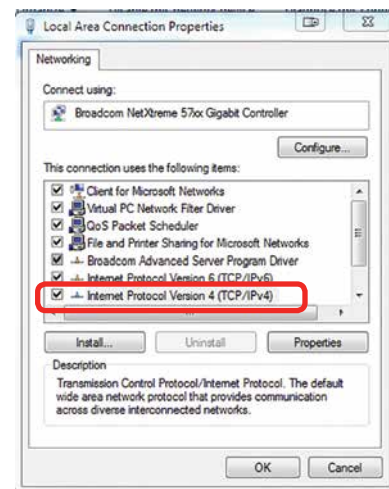 Local Area Connection Properties
Networking
Connect using:
Broadcom NetXtreme 57xx Gigabit Controller
Configure...
This connection uses the following items:
Client for Microsoft Networks
Virtual PC Network Filter Driver
QoS Packet Scheduler
File and Printer Sharing for Microsoft Networks
Broadcom Advanced Server Program Driver
Internet Protocol Version 6 (TCP/IPv6)
Internet Protocol Version 4 (TCP/IPv4)
Install... Uninstall Properties
Description
Transmission Control Protocol/Internet Protocol. The default
wide area network protocol that provides communication
across diverse interconnected networks.
OK Cancel